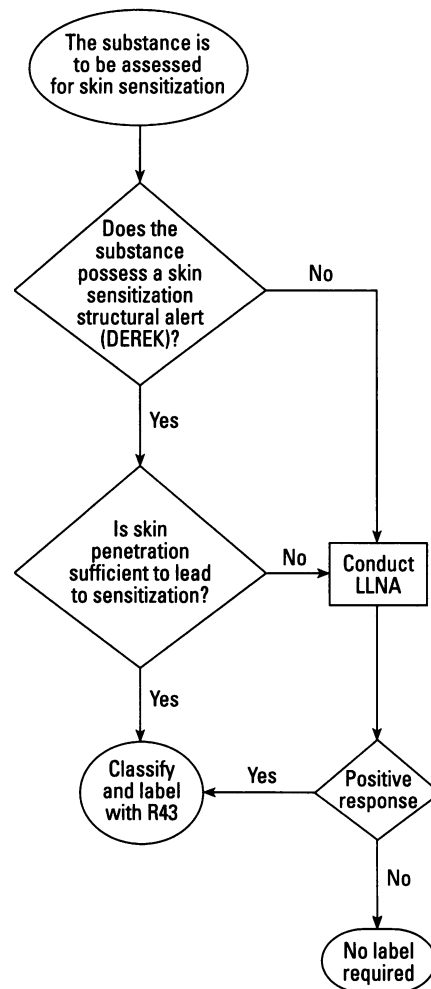 The substance is
to be assessed
for skin sensitization
Does the
substance
possess a skin
sensitization
structural alert
(DEREK)?
No
Yes
Is skin
penetration
sufficient to lead
to sensitization?
No
Conduct
LLNA
Yes
Classify
and label
with R43
Yes
Positive
response
No
No label
required